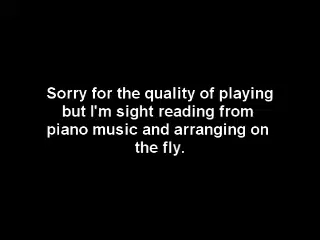 Sorry for the quality of playing
but I'm sight reading from
piano music and arranging on
the fly.